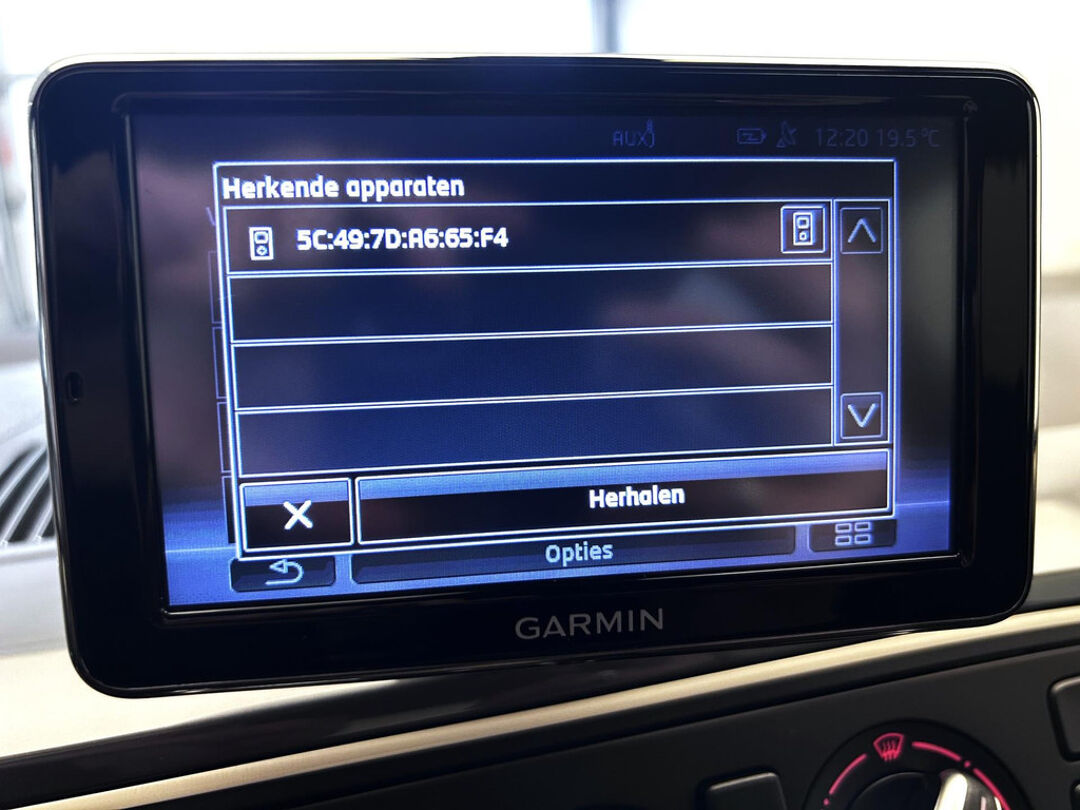 AUX
12:20 19.5°C
Herkende apparaten
5C:49:7D:A6:65:F4
Herhalen
Opties
GARMIN